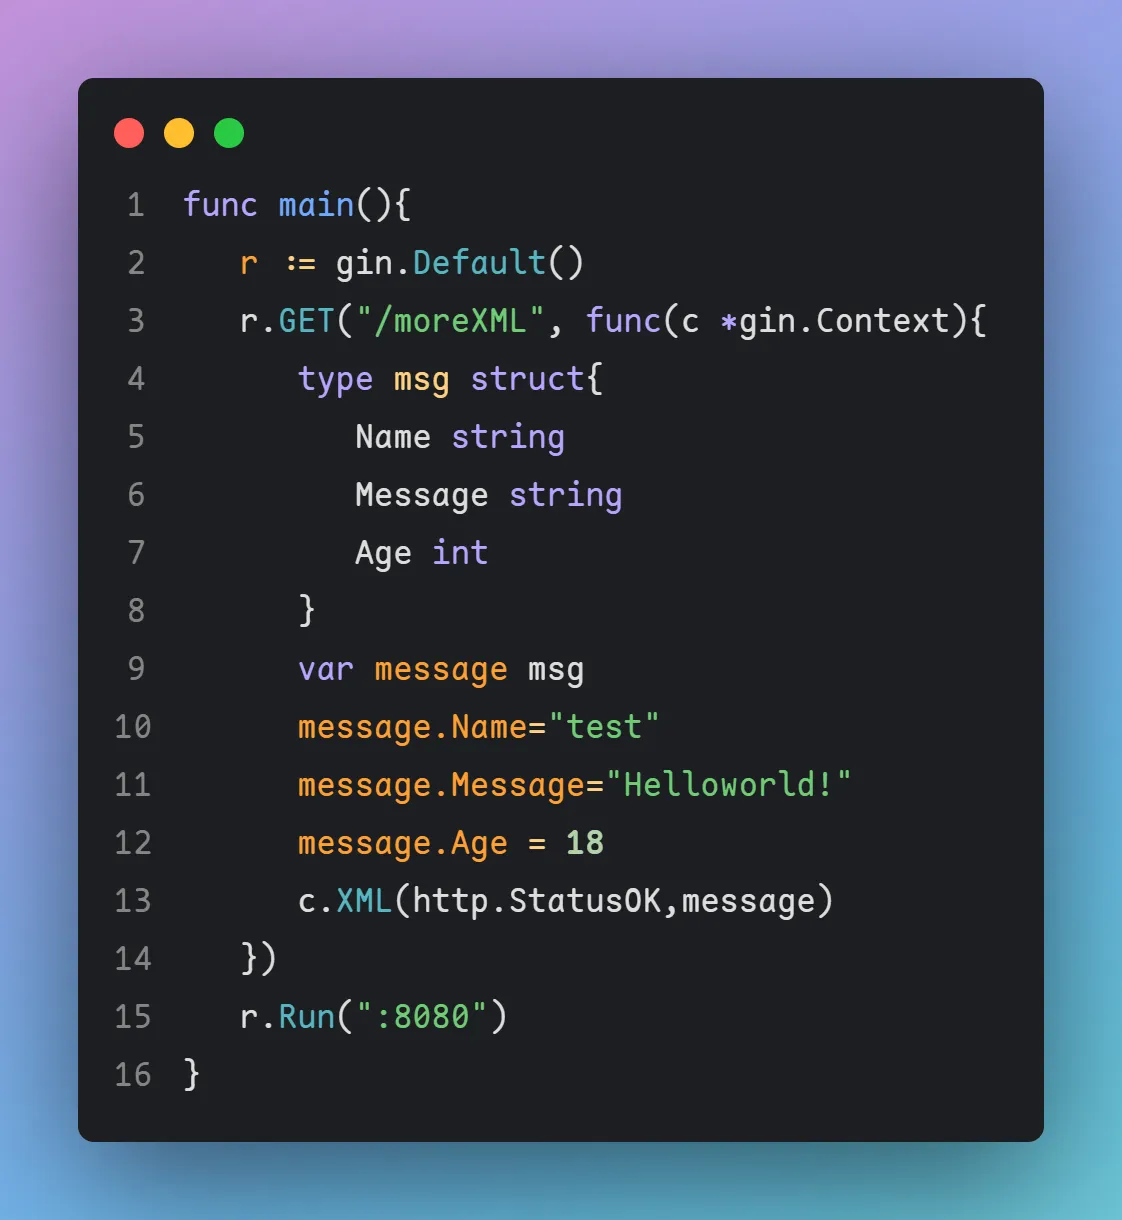 1 func main(){
2    r := gin.Default()
3    r.GET("/moreXML", func(c *gin.Context){
4       type msg struct{
5          Name string
6          Message string
7          Age int
8       }
9       var message msg
10       message.Name="test"
11       message.Message="Helloworld!"
12       message.Age = 18
13       c.XML(http.StatusOK,message)
14    })
15    r.Run(":8080")
16 }